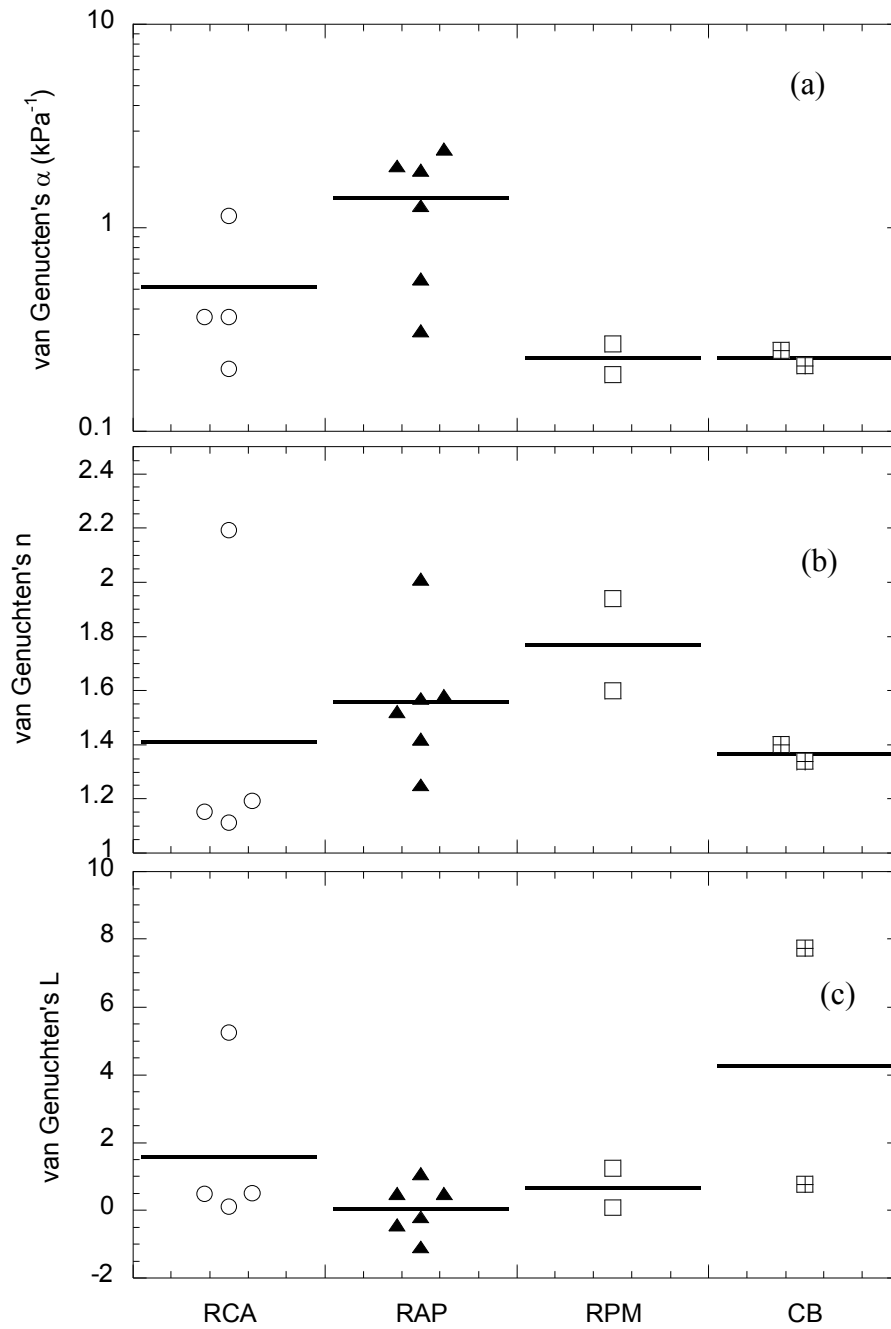 10
(a)
van Genucten's α (kPa-1)
1
0.1
2.4
2.2
2
(b)
van Genuchten's n
1.8
1.6
1.4
1.2
1
10
8
6
(c)
van Genuchten's L
4
2
0
-2
RCA RAP RPM CB